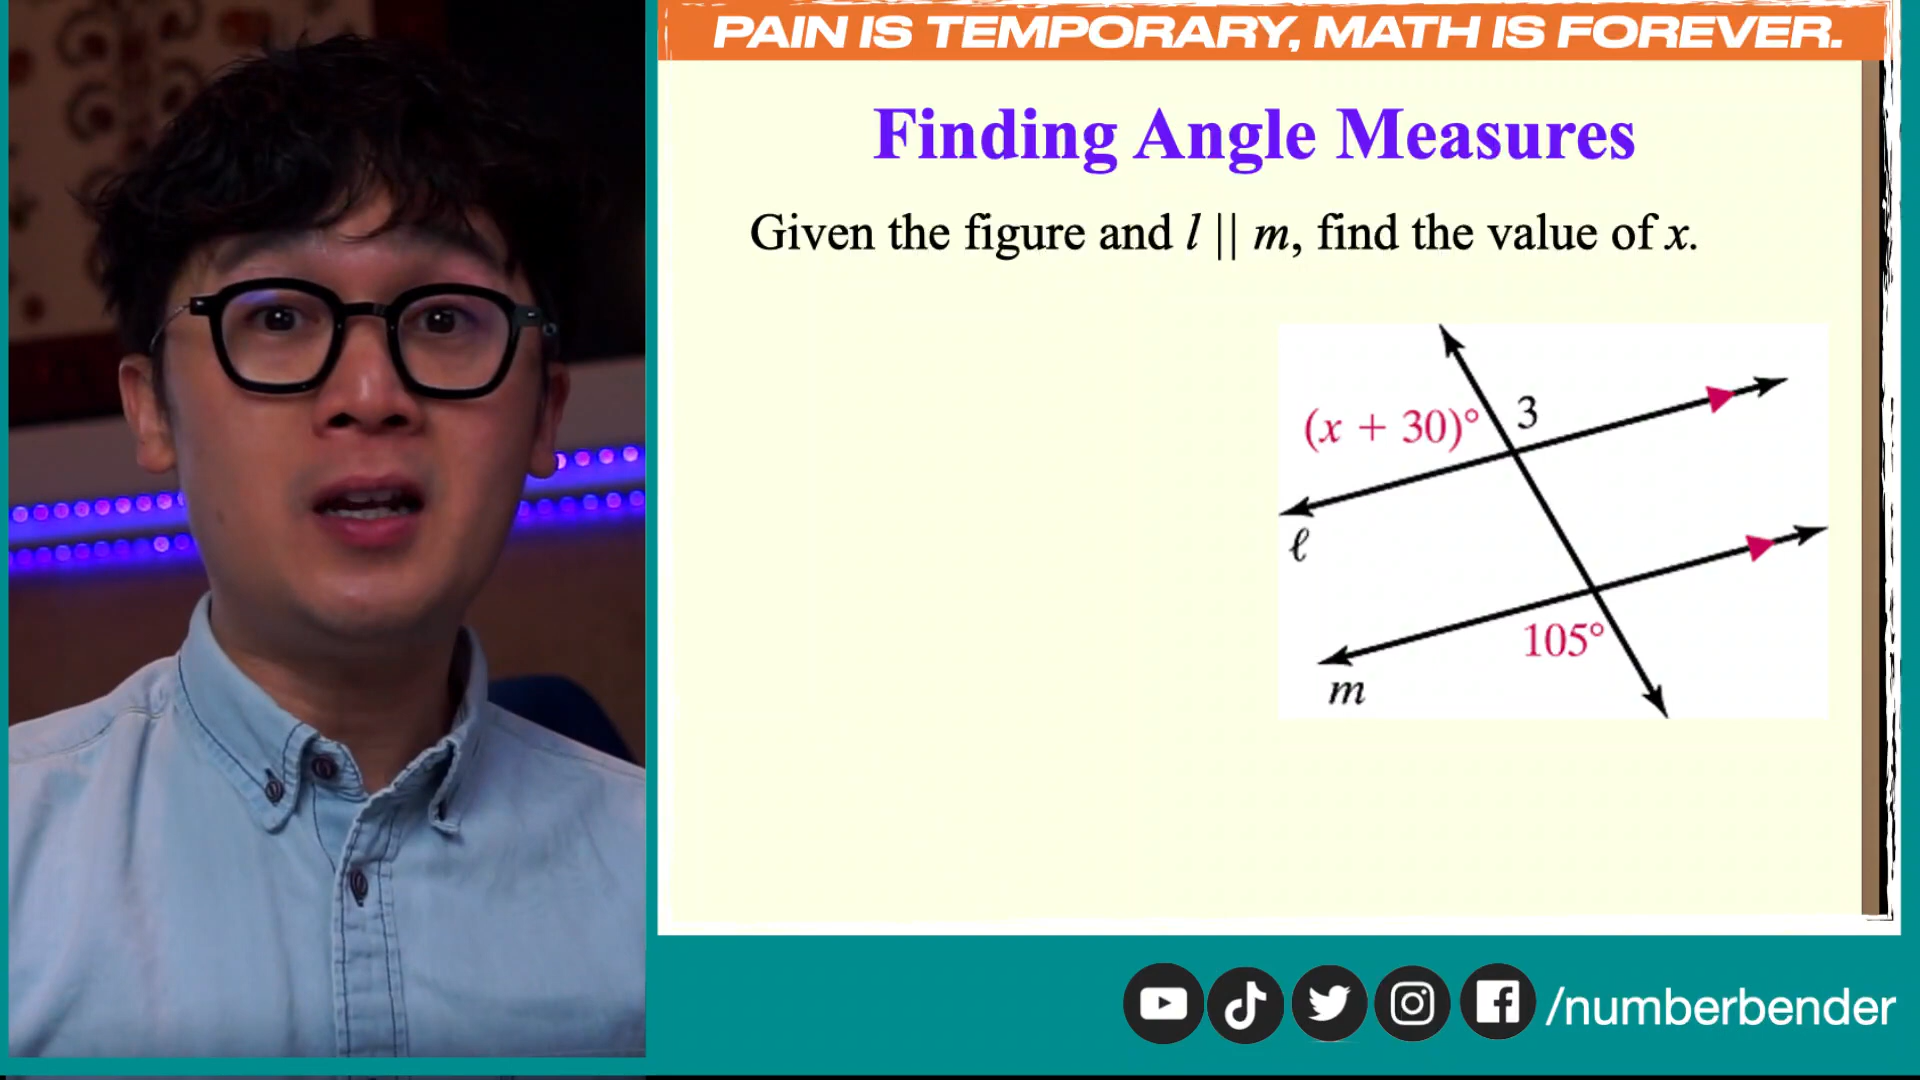 PAIN IS TEMPORARY, MATH IS FOREVER.
Finding Angle Measures
Given the figure and l || m, find the value of x.
(x + 30)° 3
ℓ
105°
m
/numberbender